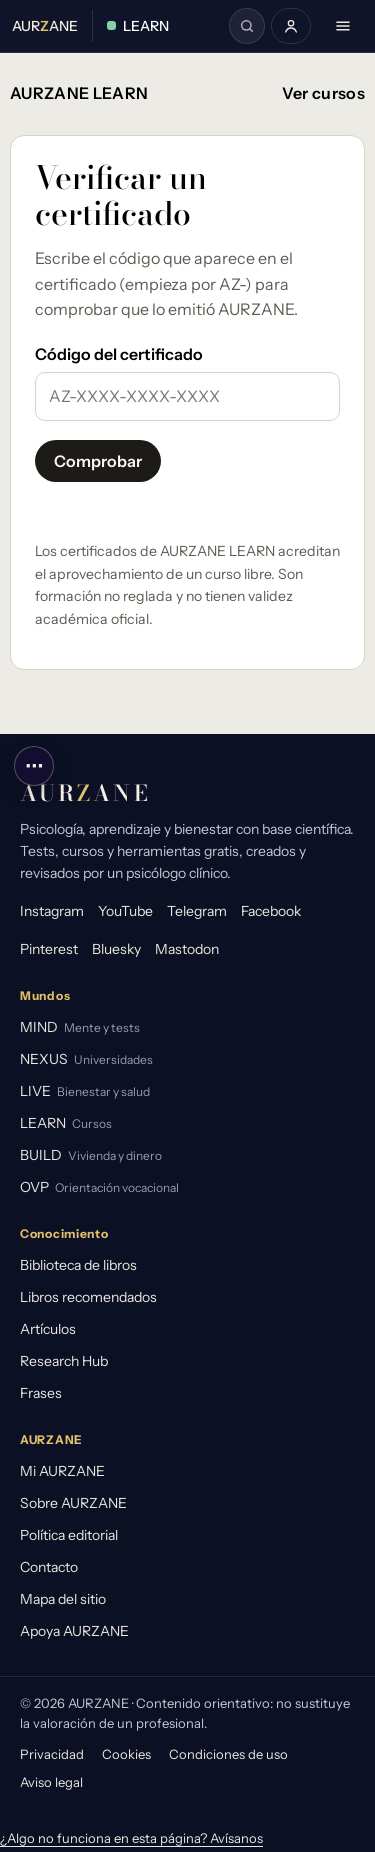 AURZANE LEARN
AURZANE LEARN Ver cursos
Verificar un
certificado
Escribe el código que aparece en el
certificado (empieza por AZ-) para
comprobar que lo emitió AURZANE.
Código del certificado
AZ-XXXX-XXXX-XXXX
Comprobar
Los certificados de AURZANE LEARN acreditan
el aprovechamiento de un curso libre. Son
formación no reglada y no tienen validez
académica oficial.
AURZANE
Psicología, aprendizaje y bienestar con base científica.
Tests, cursos y herramientas gratis, creados y
revisados por un psicólogo clínico.
Instagram YouTube Telegram Facebook
Pinterest Bluesky Mastodon
Mundos
MIND Mente y tests
NEXUS Universidades
LIVE Bienestar y salud
LEARN Cursos
BUILD Vivienda y dinero
OVP Orientación vocacional
Conocimiento
Biblioteca de libros
Libros recomendados
Artículos
Research Hub
Frases
AURZANE
Mi AURZANE
Sobre AURZANE
Política editorial
Contacto
Mapa del sitio
Apoya AURZANE
© 2026 AURZANE · Contenido orientativo: no sustituye
la valoración de un profesional.
Privacidad Cookies Condiciones de uso
Aviso legal
¿Algo no funciona en esta página? Avísanos